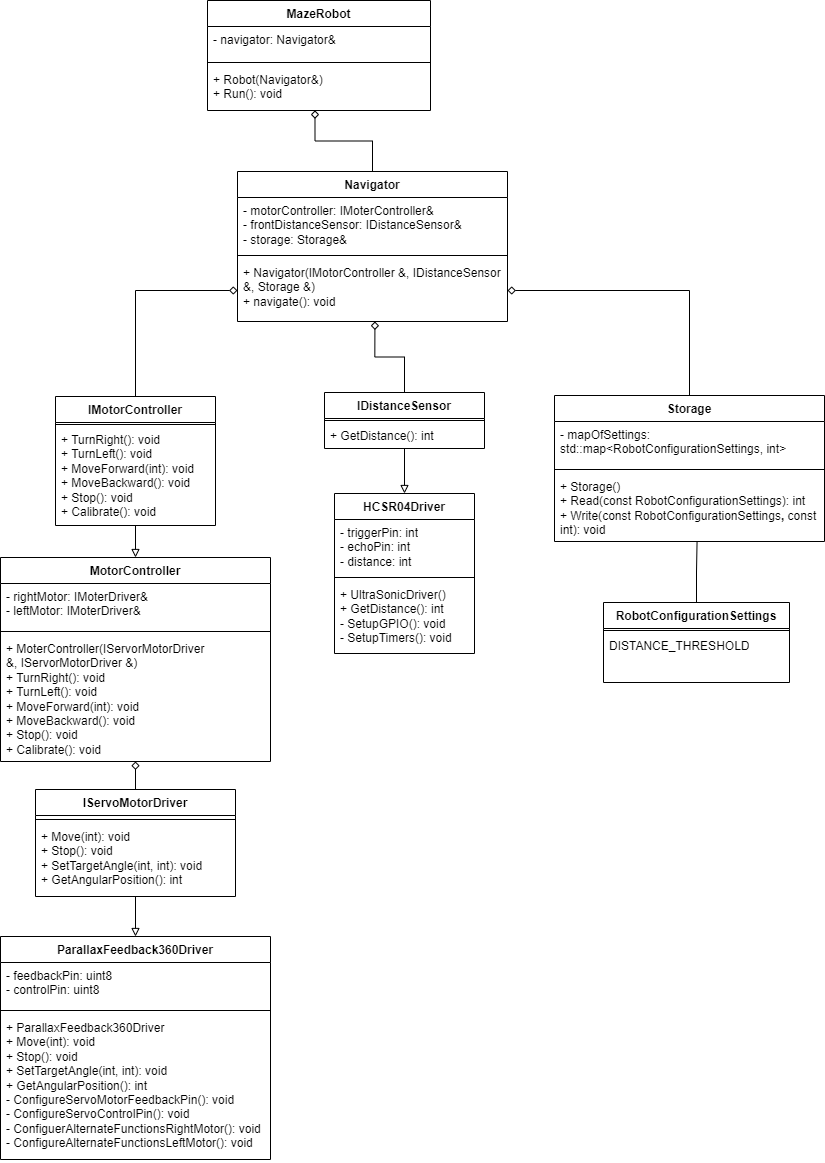 MazeRobot
- navigator: Navigator&
+ Robot(Navigator&)
+ Run(): void
Navigator
- motorController: IMoterController&
- frontDistanceSensor: IDistanceSensor&
- storage: Storage&
+ Navigator(IMotorController &, IDistanceSensor
&, Storage &)
+ navigate(): void
IMotorController
+ TurnRight(): void
+ TurnLeft(): void
+ MoveForward(int): void
+ MoveBackward(): void
+ Stop(): void
+ Calibrate(): void
IDistanceSensor
+ GetDistance(): int
Storage
- mapOfSettings:
std::map<RobotConfigurationSettings, int>
+ Storage()
+ Read(const RobotConfigurationSettings): int
+ Write(const RobotConfigurationSettings, const
int): void
HCSR04Driver
- triggerPin: int
- echoPin: int
- distance: int
+ UltraSonicDriver()
+ GetDistance(): int
- SetupGPIO(): void
- SetupTimers(): void
RobotConfigurationSettings
DISTANCE_THRESHOLD
MotorController
- rightMotor: IMoterDriver&
- leftMotor: IMoterDriver&
+ MoterController(IServorMotorDriver
&, IServorMotorDriver &)
+ TurnRight(): void
+ TurnLeft(): void
+ MoveForward(int): void
+ MoveBackward(): void
+ Stop(): void
+ Calibrate(): void
IServoMotorDriver
+ Move(int): void
+ Stop(): void
+ SetTargetAngle(int, int): void
+ GetAngularPosition(): int
ParallaxFeedback360Driver
- feedbackPin: uint8
- controlPin: uint8
+ ParallaxFeedback360Driver
+ Move(int): void
+ Stop(): void
+ SetTargetAngle(int, int): void
+ GetAngularPosition(): int
- ConfigureServoMotorFeedbackPin(): void
- ConfigureServoControlPin(): void
- ConfiguerAlternateFunctionsRightMotor(): void
- ConfigureAlternateFunctionsLeftMotor(): void